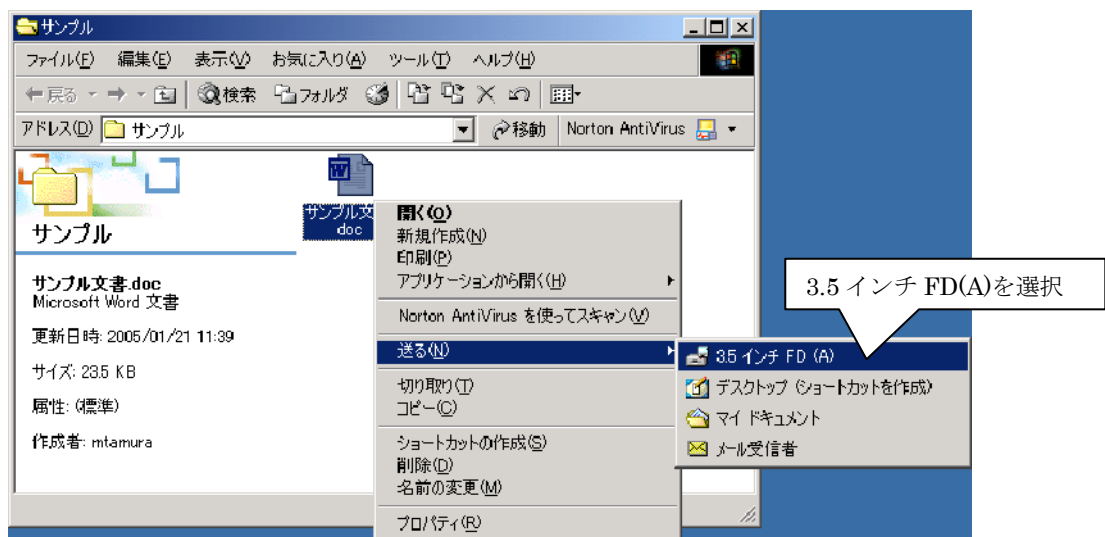 サンプル
ファイル(F) 編集(E) 表示(V) お気に入り(A) ツール(T) ヘルプ(H)
戻る 検索 フォルダ
アドレス(D) サンプル 移動 Norton AntiVirus
サンプル
サンプル文書.doc
Microsoft Word 文書
更新日時: 2005/01/21 11:39
サイズ: 23.5 KB
属性: (標準)
作成者: mtamura
サンプル文
doc
開く(O)
新規作成(N)
印刷(P)
アプリケーションから開く(H)
Norton AntiVirus を使ってスキャン(V)
送る(N)
切り取り(T)
コピー(C)
ショートカットの作成(S)
削除(D)
名前の変更(M)
プロパティ(R)
3.5 インチ FD (A)
デスクトップ (ショートカットを作成)
マイ ドキュメント
メール受信者
3.5 インチ FD(A)を選択